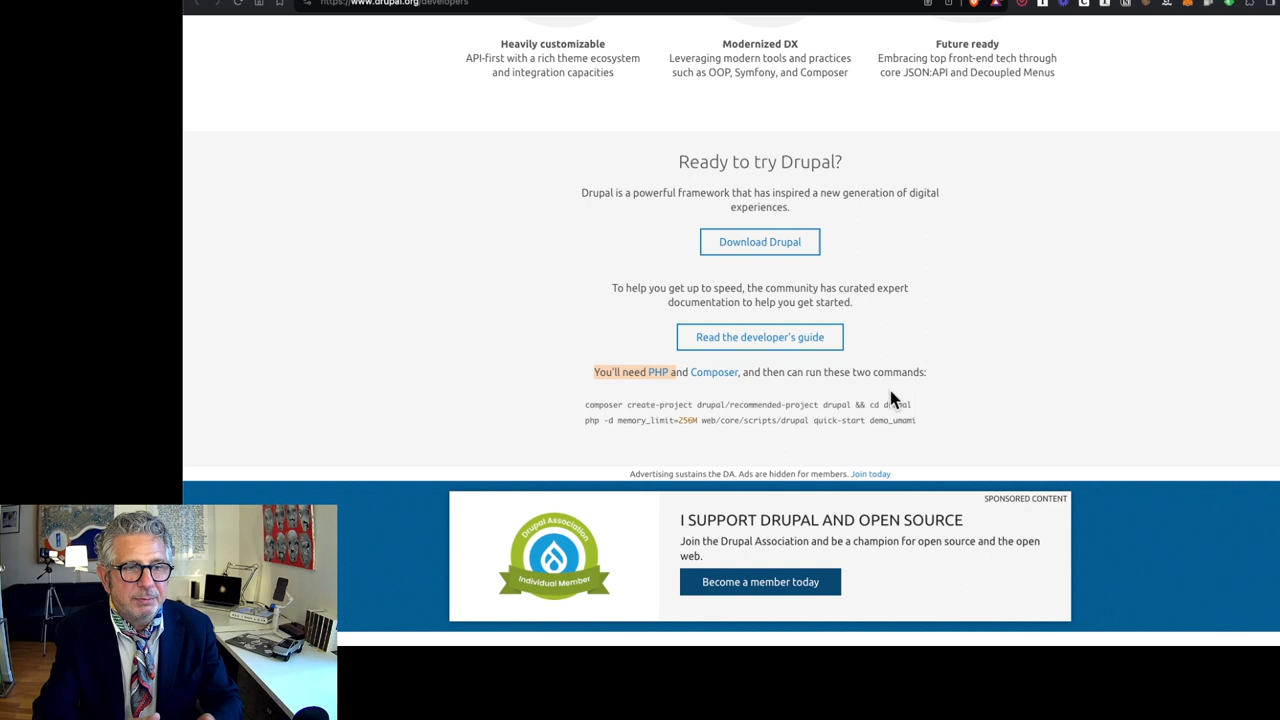 https://www.drupal.org/developers
Heavily customizable
API-first with a rich theme ecosystem
and integration capacities
Modernized DX
Leveraging modern tools and practices
such as OOP, Symfony, and Composer
Future ready
Embracing top front-end tech through
core JSON:API and Decoupled Menus
Ready to try Drupal?
Drupal is a powerful framework that has inspired a new generation of digital
experiences.
Download Drupal
To help you get up to speed, the community has curated expert
documentation to help you get started.
Read the developer's guide
You'll need PHP and Composer, and then can run these two commands:
composer create-project drupal/recommended-project drupal && cd drupal
php -d memory_limit=256M web/core/scripts/drupal quick-start demo_umami
Advertising sustains the DA. Ads are hidden for members. Join today
SPONSORED CONTENT
Drupal Association
Individual Member
I SUPPORT DRUPAL AND OPEN SOURCE
Join the Drupal Association and be a champion for open source and the open
web.
Become a member today